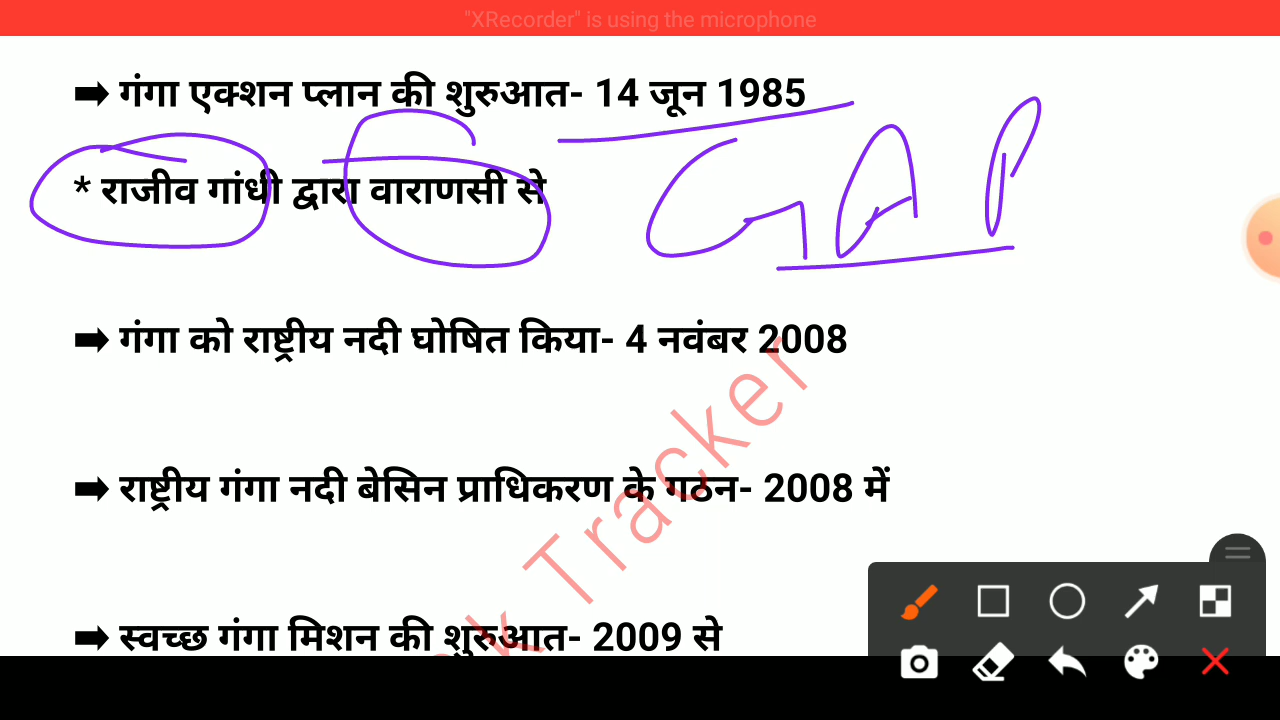 "XRecorder" is using the microphone
➡ गंगा एक्शन प्लान की शुरुआत- 14 जून 1985
* राजीव गांधी द्वारा वाराणसी से
GAP
➡ गंगा को राष्ट्रीय नदी घोषित किया- 4 नवंबर 2008
➡ राष्ट्रीय गंगा नदी बेसिन प्राधिकरण के गठन- 2008 में
➡ स्वच्छ गंगा मिशन की शुरुआत- 2009 से
Tracker